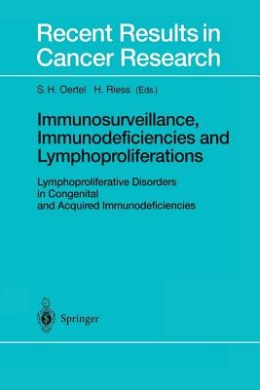 Recent Results in
Cancer Research
S. H. Oertel   H. Riess   (Eds.)
Immunosurveillance,
Immunodeficiencies and
Lymphoproliferations
Lymphoproliferative Disorders
in Congenital
and Acquired Immunodeficiencies
Springer